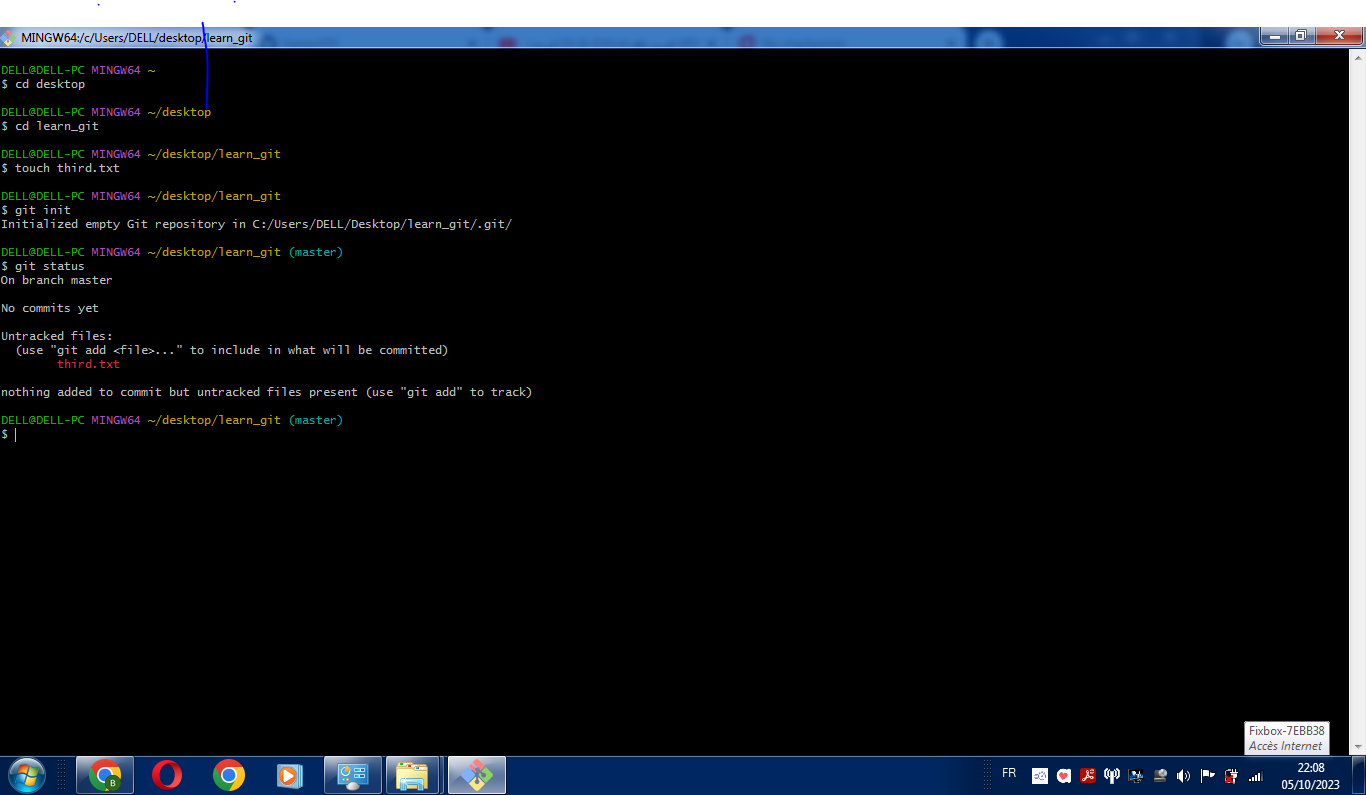 MINGW64:/c/Users/DELL/desktop/learn_git
DELL@DELL-PC MINGW64 ~
$ cd desktop
DELL@DELL-PC MINGW64 ~/desktop
$ cd learn_git
DELL@DELL-PC MINGW64 ~/desktop/learn_git
$ touch third.txt
DELL@DELL-PC MINGW64 ~/desktop/learn_git
$ git init
Initialized empty Git repository in C:/Users/DELL/Desktop/learn_git/.git/
DELL@DELL-PC MINGW64 ~/desktop/learn_git (master)
$ git status
On branch master
No commits yet
Untracked files:
(use "git add <file>..." to include in what will be committed)
third.txt
nothing added to commit but untracked files present (use "git add" to track)
DELL@DELL-PC MINGW64 ~/desktop/learn_git (master)
$
Fixbox-7EBB38
Accès Internet
B
FR
22:08
05/10/2023